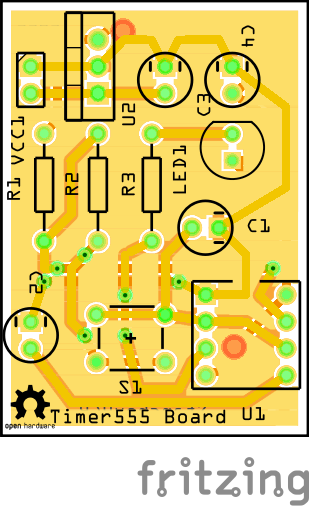 C4
U2
C3
VCC1
R1
R2
R3
LED1
C1
C2
S1
+
Timer555 Board U1
open hardware
fritzing